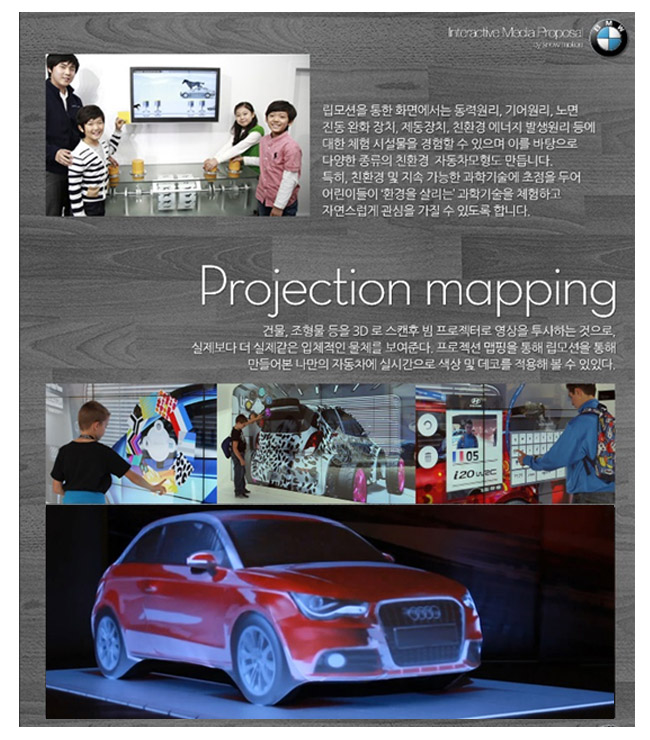 Interactive Media Proposal
by know motion
BMW
립모션을 통한 화면에서는 동력원리, 기어원리, 노면
진동 완화 장치, 제동장치, 친환경 에너지 발생원리 등에
대한 체험 시설물을 경험할 수 있으며 이를 바탕으로
다양한 종류의 친환경 자동차모형도 만듭니다.
특히, 친환경 및 지속 가능한 과학기술에 초점을 두어
어린이들이 '환경을 살리는' 과학기술을 체험하고
자연스럽게 관심을 가질 수 있도록 합니다.
Projection mapping
건물, 조형물 등을 3D 로 스캔후 빔 프로젝터로 영상을 투사하는 것으로,
실제보다 더 실제같은 입체적인 물체를 보여준다. 프로젝션 맵핑을 통해 립모션을 통해
만들어본 나만의 자동차에 실시간으로 색상 및 데코를 적용해 볼 수 있었다.
05
i20 WRC